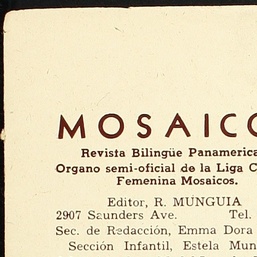 MOSAICO
Revista Bilingüe Panamerica
Organo semi-oficial de la Liga C
Femenina Mosaicos.
Editor, R. MUNGUIA
2907 Saunders Ave. Tel.
Sec. de Redacción, Emma Dora
Sección Infantil, Estela Mun